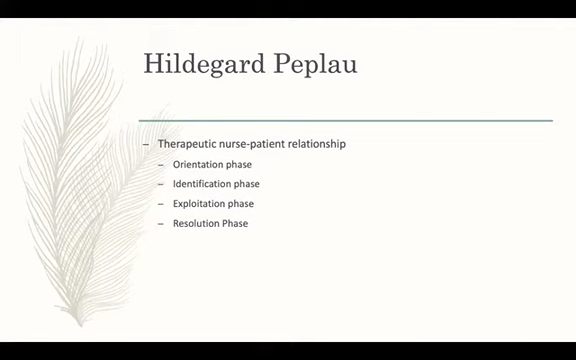 Hildegard Peplau
– Therapeutic nurse-patient relationship
– Orientation phase
– Identification phase
– Exploitation phase
– Resolution Phase